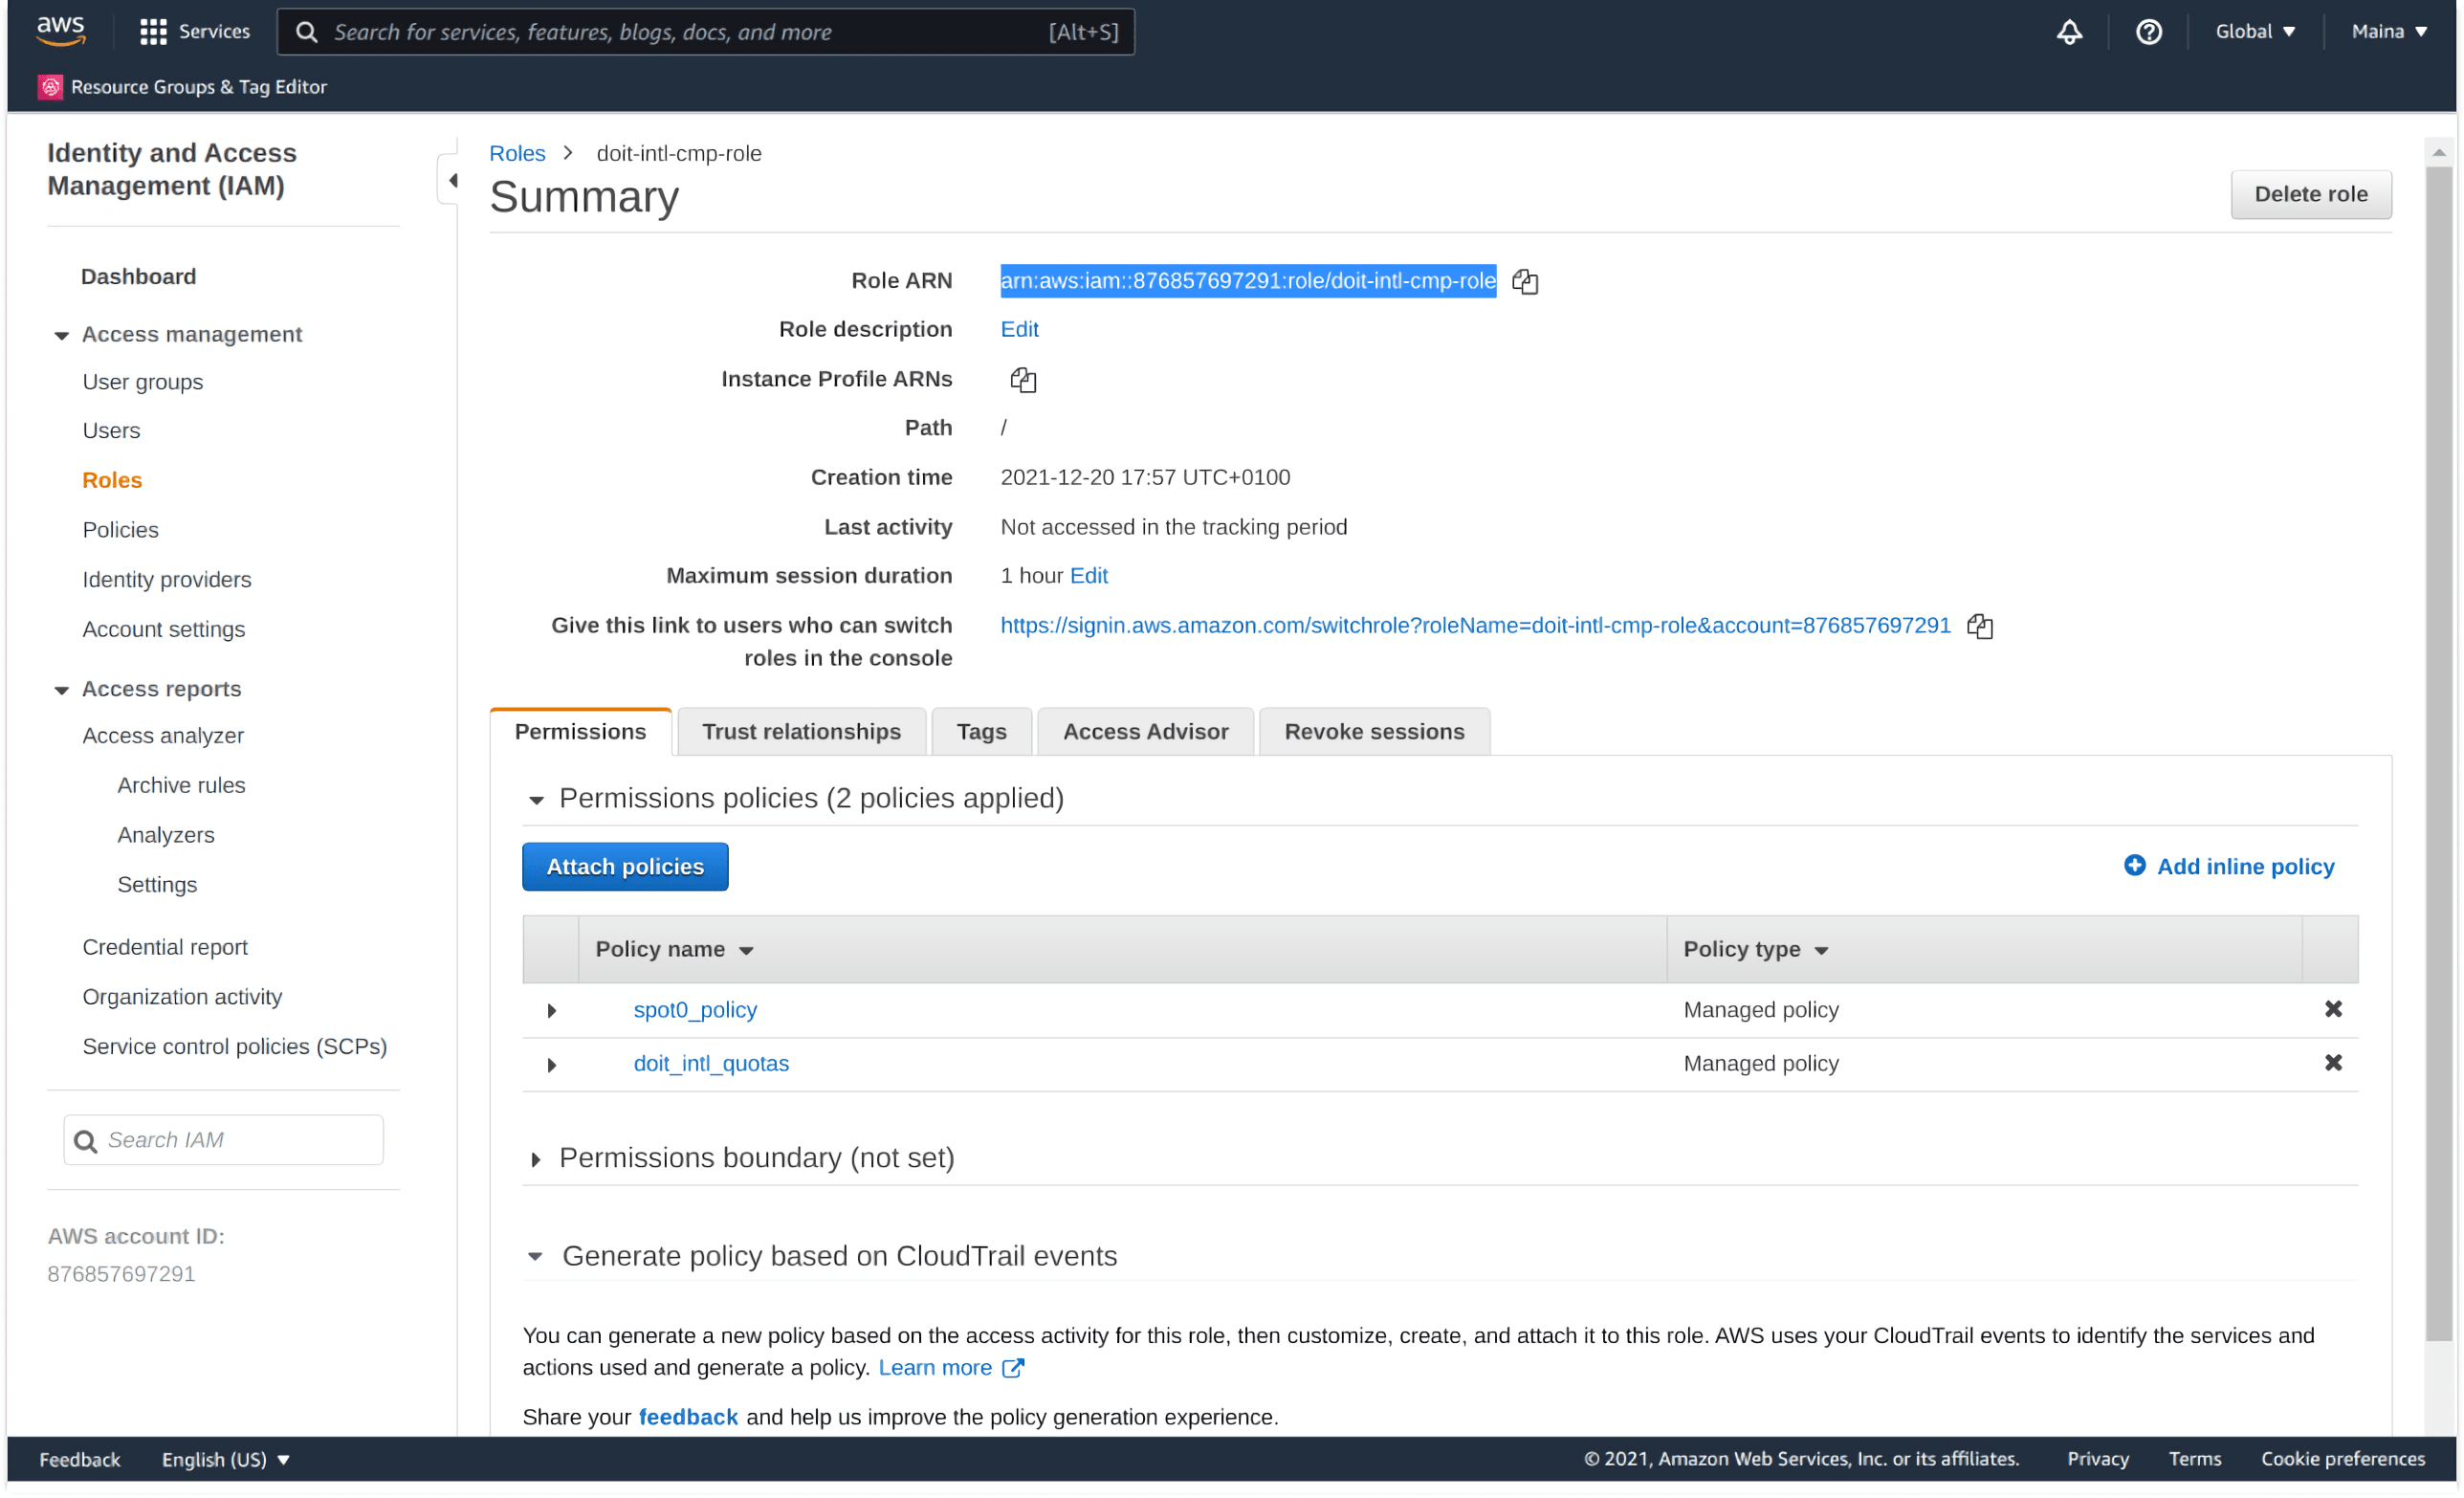 aws
Services
Search for services, features, blogs, docs, and more
[Alt+S]
Global
Maina
Resource Groups & Tag Editor
Identity and Access
Management (IAM)
Dashboard
Access management
User groups
Users
Roles
Policies
Identity providers
Account settings
Access reports
Access analyzer
Archive rules
Analyzers
Settings
Credential report
Organization activity
Service control policies (SCPs)
Search IAM
AWS account ID:
876857697291
Roles > doit-intl-cmp-role
Summary
Delete role
Role ARN arn:aws:iam::876857697291:role/doit-intl-cmp-role
Role description Edit
Instance Profile ARNs
Path /
Creation time 2021-12-20 17:57 UTC+0100
Last activity Not accessed in the tracking period
Maximum session duration 1 hour Edit
Give this link to users who can switch
roles in the console
https://signin.aws.amazon.com/switchrole?roleName=doit-intl-cmp-role&account=876857697291
Permissions
Trust relationships
Tags
Access Advisor
Revoke sessions
Permissions policies (2 policies applied)
Attach policies
Add inline policy
Policy name Policy type
spot0_policy Managed policy
doit_intl_quotas Managed policy
Permissions boundary (not set)
Generate policy based on CloudTrail events
You can generate a new policy based on the access activity for this role, then customize, create, and attach it to this role. AWS uses your CloudTrail events to identify the services and
actions used and generate a policy. Learn more
Share your feedback and help us improve the policy generation experience.
Feedback
English (US)
© 2021, Amazon Web Services, Inc. or its affiliates.
Privacy
Terms
Cookie preferences